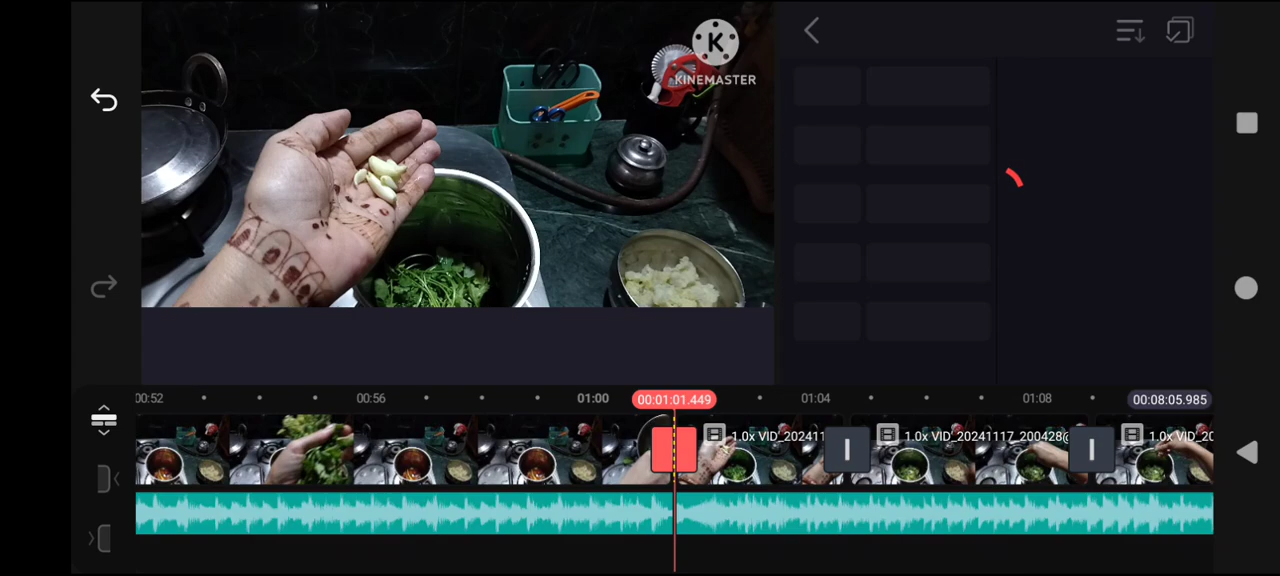 K
KINEMASTER
00:52
00:56
01:00
00:01:01.449
01:04
01:08
00:08:05.985
1.0x VID_20241
1.0x VID_20241117_200428
1.0x VID_20